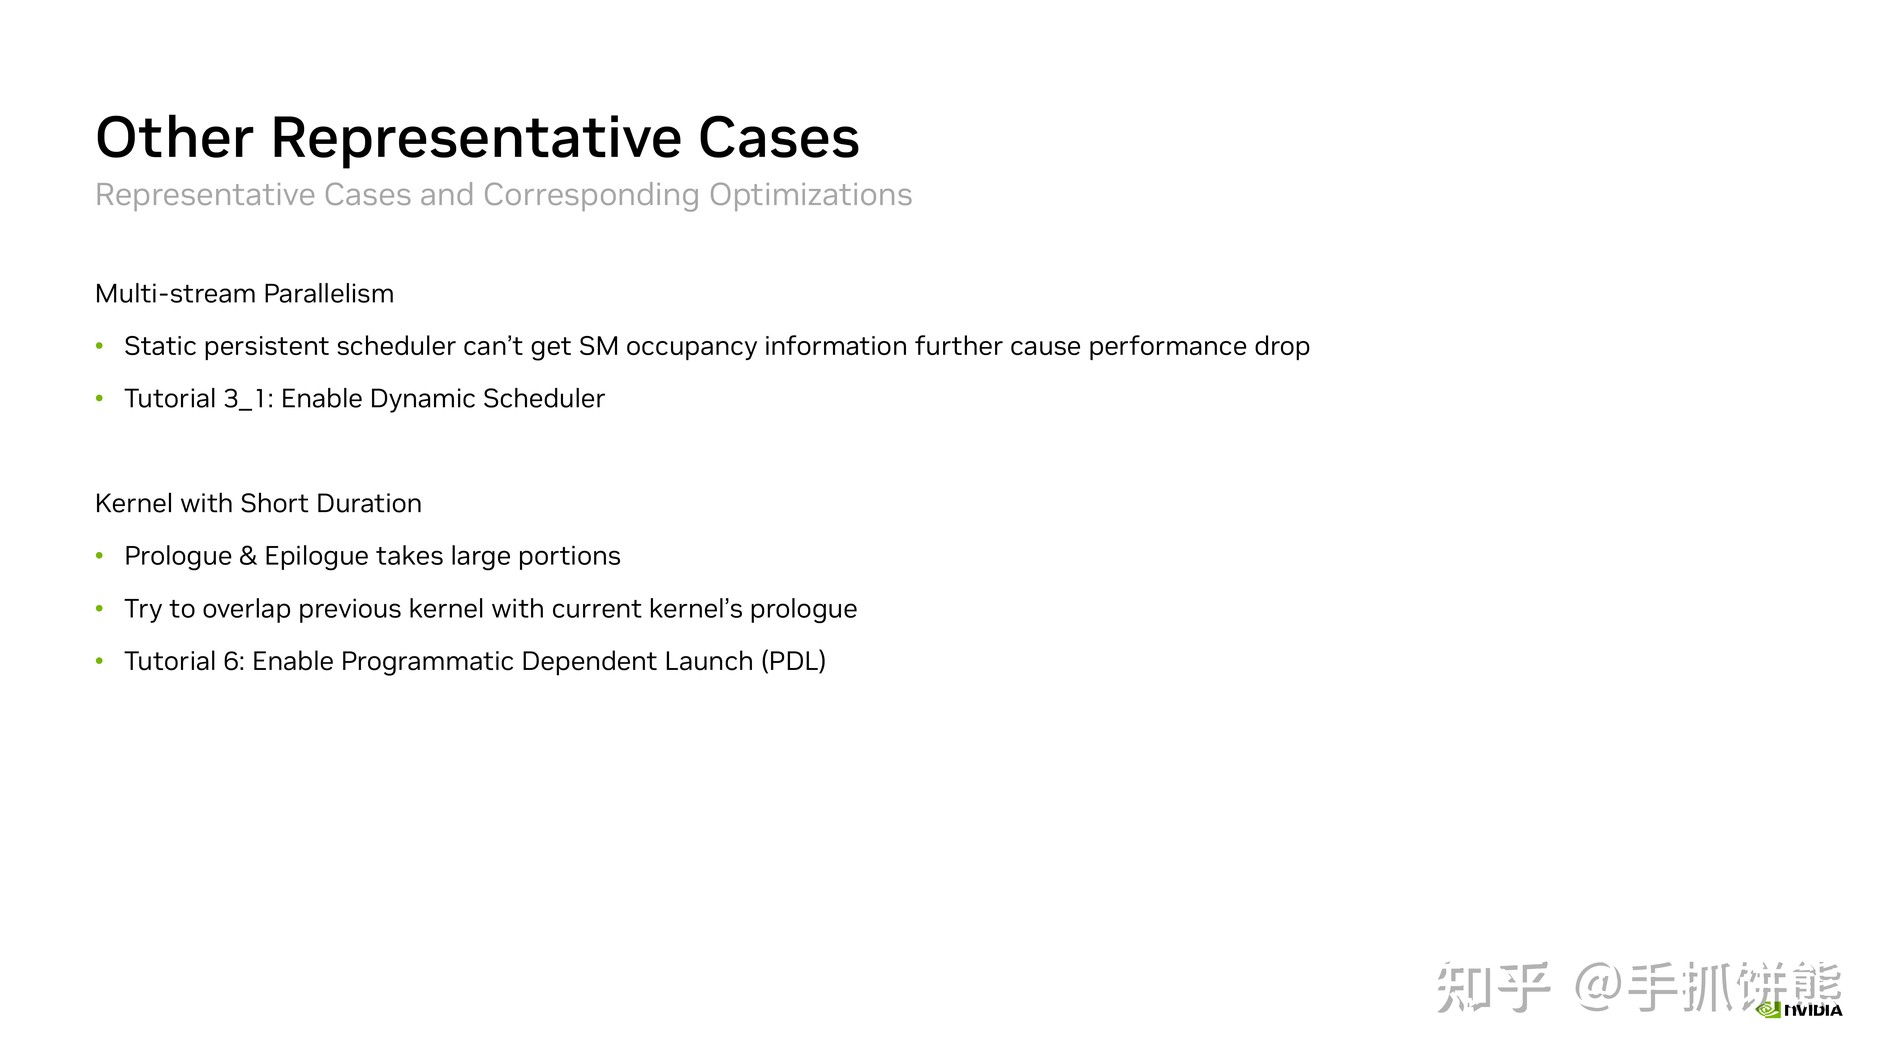 Other Representative Cases
Representative Cases and Corresponding Optimizations
Multi-stream Parallelism
• Static persistent scheduler can’t get SM occupancy information further cause performance drop
• Tutorial 3_1: Enable Dynamic Scheduler
Kernel with Short Duration
• Prologue & Epilogue takes large portions
• Try to overlap previous kernel with current kernel’s prologue
• Tutorial 6: Enable Programmatic Dependent Launch (PDL)
知乎 @手抓饼熊
NVIDIA